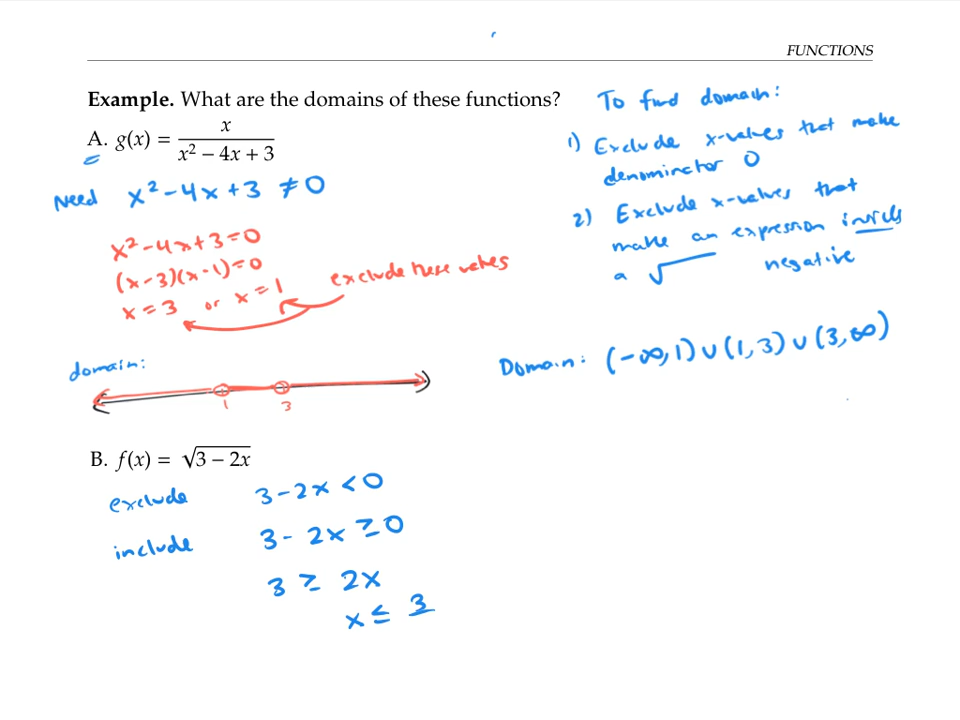 FUNCTIONS
Example. What are the domains of these functions?
A. g(x) = x / (x² − 4x + 3)
Need x² - 4x + 3 ≠ 0
x² - 4x + 3 = 0
(x - 3)(x - 1) = 0
x = 3 or x = 1
exclude these values
To find domain:
1) Exclude x-values that make
denominator 0
2) Exclude x-values that
make an expression inside
a √ negative
domain:
1 3
Domain: (-∞, 1) ∪ (1, 3) ∪ (3, ∞)
B. f(x) = √(3 − 2x)
exclude 3 - 2x < 0
include 3 - 2x ≥ 0
3 ≥ 2x
x ≤ 3